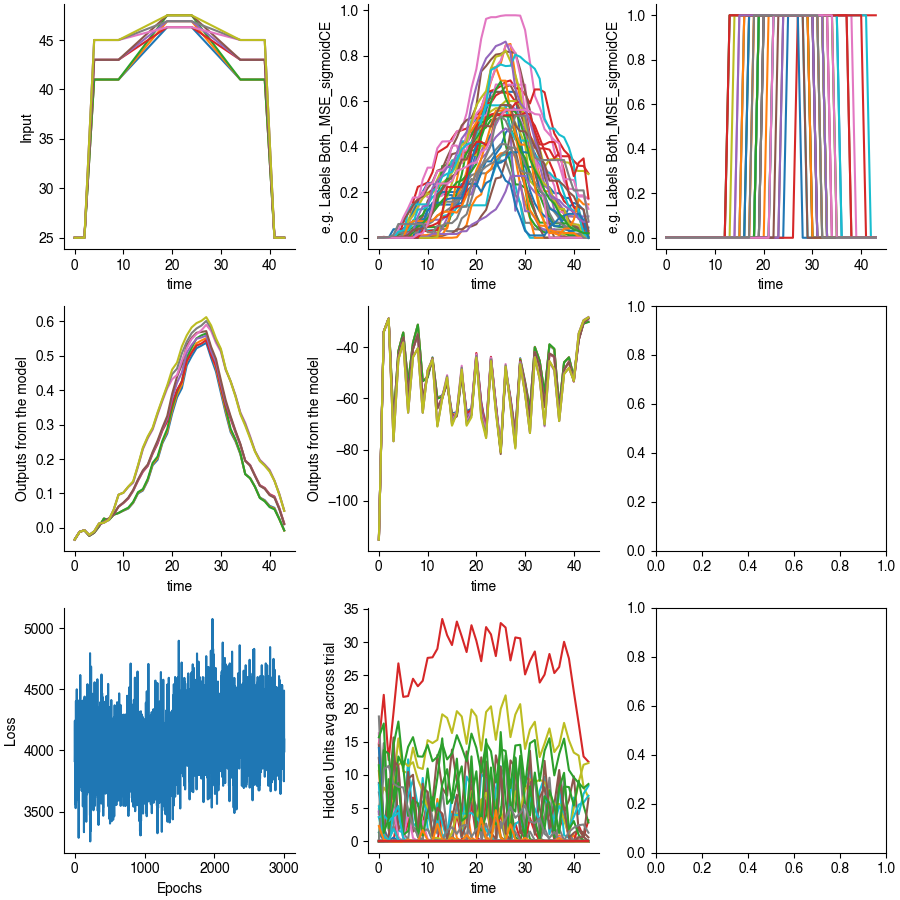 45
40
35
30
25
Input
0 10 20 30 40
time
1.0
0.8
0.6
0.4
0.2
0.0
e.g. Labels Both_MSE_sigmoidCE
0 10 20 30 40
time
1.0
0.8
0.6
0.4
0.2
0.0
e.g. Labels Both_MSE_sigmoidCE
0 10 20 30 40
time
0.6
0.5
0.4
0.3
0.2
0.1
0.0
Outputs from the model
0 10 20 30 40
time
−40
−60
−80
−100
Outputs from the model
0 10 20 30 40
time
1.0
0.8
0.6
0.4
0.2
0.0
0.0 0.2 0.4 0.6 0.8 1.0
5000
4500
4000
3500
Loss
0 1000 2000 3000
Epochs
35
30
25
20
15
10
5
0
Hidden Units avg across trial
0 10 20 30 40
time
1.0
0.8
0.6
0.4
0.2
0.0
0.0 0.2 0.4 0.6 0.8 1.0